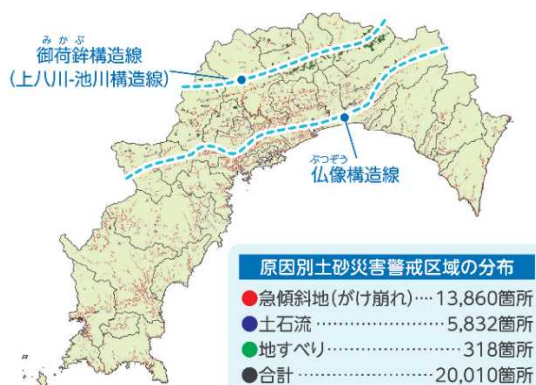 みかぶ
御荷鉾構造線
(上八川-池川構造線)
ぶつぞう
仏像構造線
原因別土砂災害警戒区域の分布
●急傾斜地(がけ崩れ)…13,860箇所
●土石流……………………5,832箇所
●地すべり……………………318箇所
●合計……………………20,010箇所